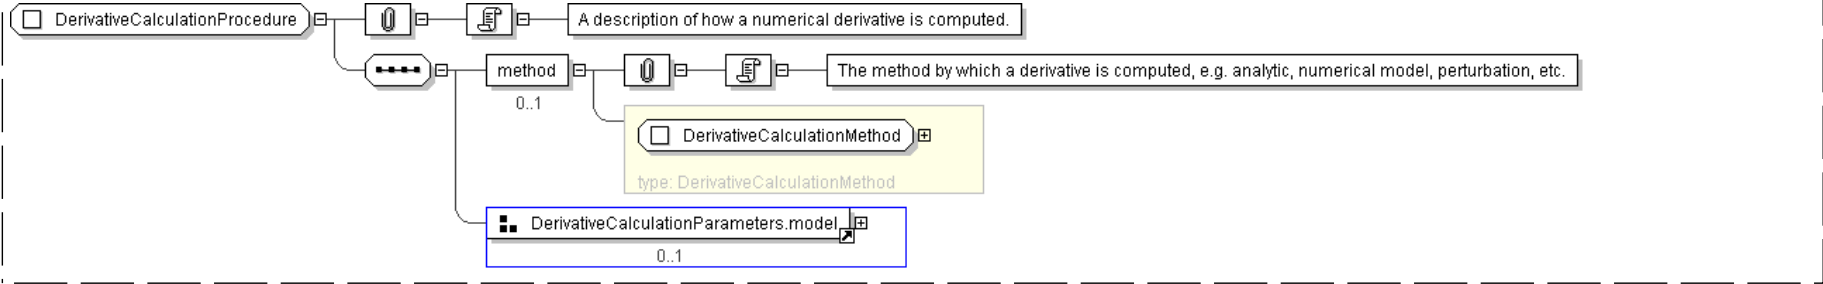 DerivativeCalculationProcedure
A description of how a numerical derivative is computed.
method
The method by which a derivative is computed, e.g. analytic, numerical model, perturbation, etc.
0..1
DerivativeCalculationMethod
type: DerivativeCalculationMethod
DerivativeCalculationParameters.model
0..1